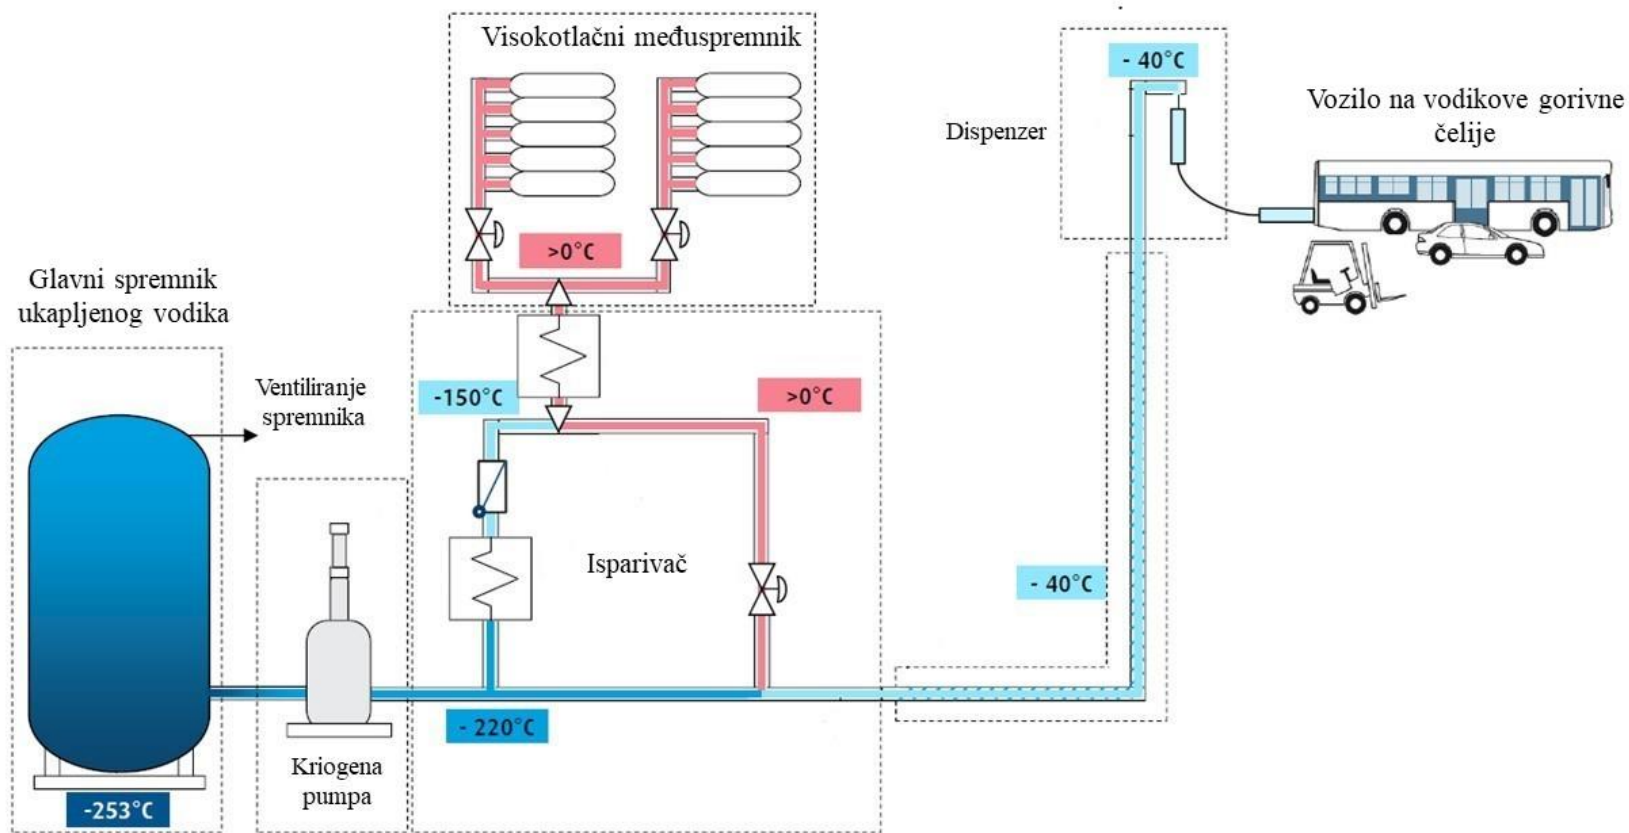 Visokotlačni međuspremnik
>0°C
- 40°C
Dispenzer
Vozilo na vodikove gorivne
čelije
Glavni spremnik
ukapljenog vodika
Ventiliranje
spremnika
-150°C
>0°C
Isparivač
- 40°C
- 220°C
Kriogena
pumpa
-253°C